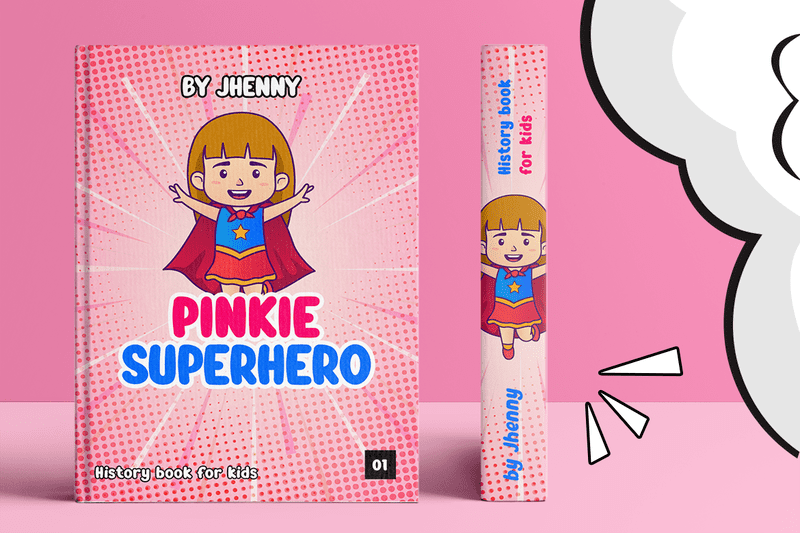 BY JHENNY
PINKIE
SUPERHERO
History book for kids
01
History book
for kids
by Jhenny